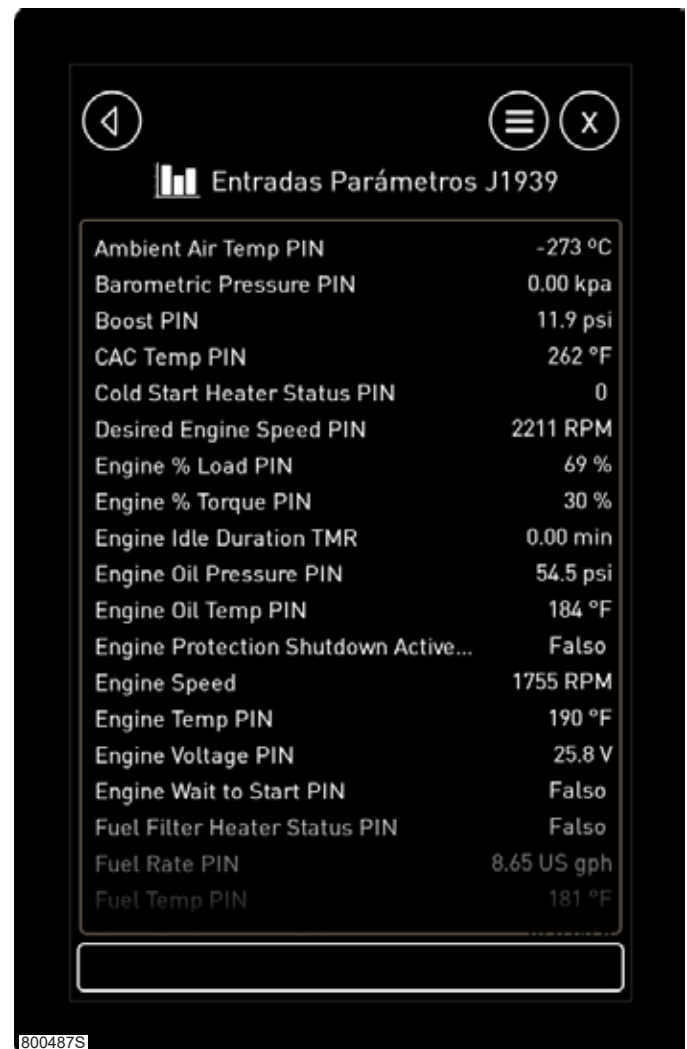 X
Entradas Parámetros J1939
Ambient Air Temp PIN -273 ºC
Barometric Pressure PIN 0.00 kpa
Boost PIN 11.9 psi
CAC Temp PIN 262 ºF
Cold Start Heater Status PIN 0
Desired Engine Speed PIN 2211 RPM
Engine % Load PIN 69 %
Engine % Torque PIN 30 %
Engine Idle Duration TMR 0.00 min
Engine Oil Pressure PIN 54.5 psi
Engine Oil Temp PIN 184 ºF
Engine Protection Shutdown Active... Falso
Engine Speed 1755 RPM
Engine Temp PIN 190 ºF
Engine Voltage PIN 25.8 V
Engine Wait to Start PIN Falso
Fuel Filter Heater Status PIN Falso
Fuel Rate PIN 8.65 US gph
Fuel Temp PIN 181 ºF
800487S